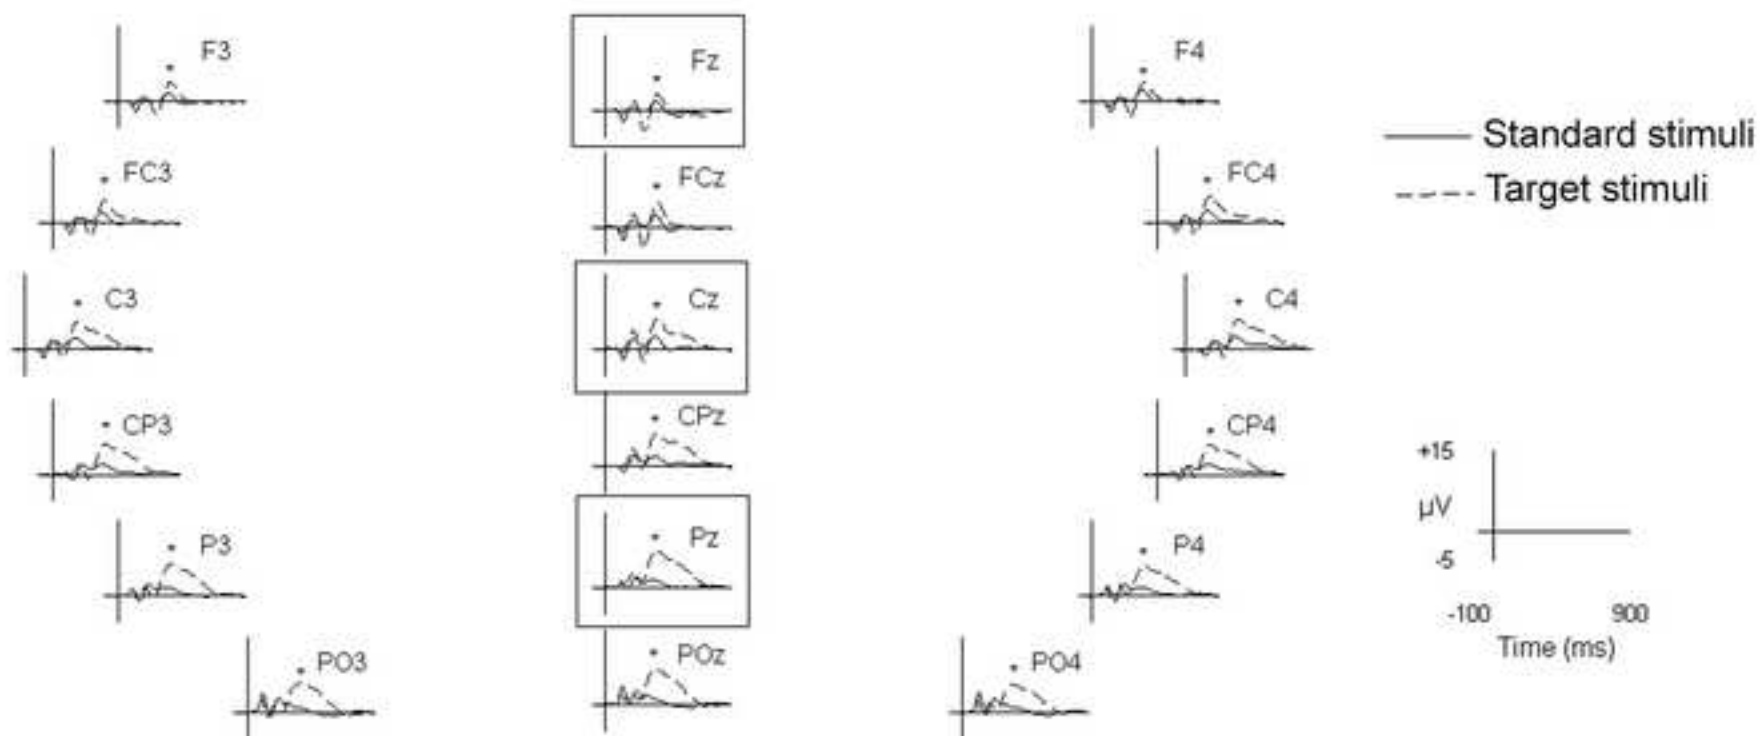 F3
Fz
F4
Standard stimuli
FC3
FCz
FC4
Target stimuli
C3
Cz
C4
CP3
CPz
CP4
+15
µV
-5
P3
Pz
P4
-100
900
Time (ms)
PO3
POz
PO4